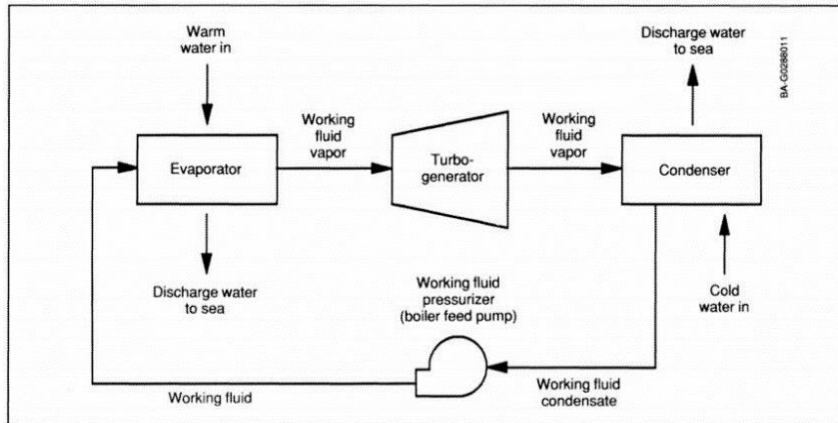 Warm
water in
Discharge water
to sea
BA-G0288011
Working
fluid
vapor
Working
fluid
vapor
Evaporator
Turbo-
generator
Condenser
Discharge water
to sea
Working fluid
pressurizer
(boiler feed pump)
Cold
water in
Working fluid
Working fluid
condensate